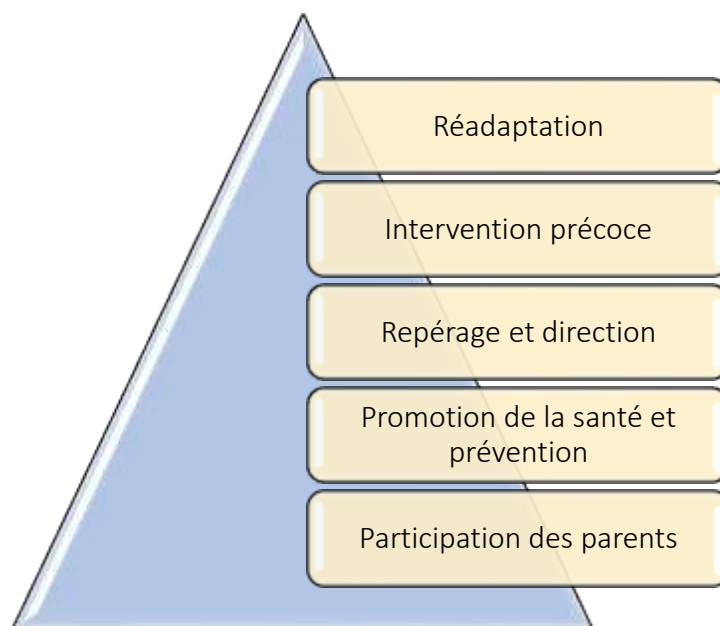 Réadaptation
Intervention précoce
Repérage et direction
Promotion de la santé et
prévention
Participation des parents